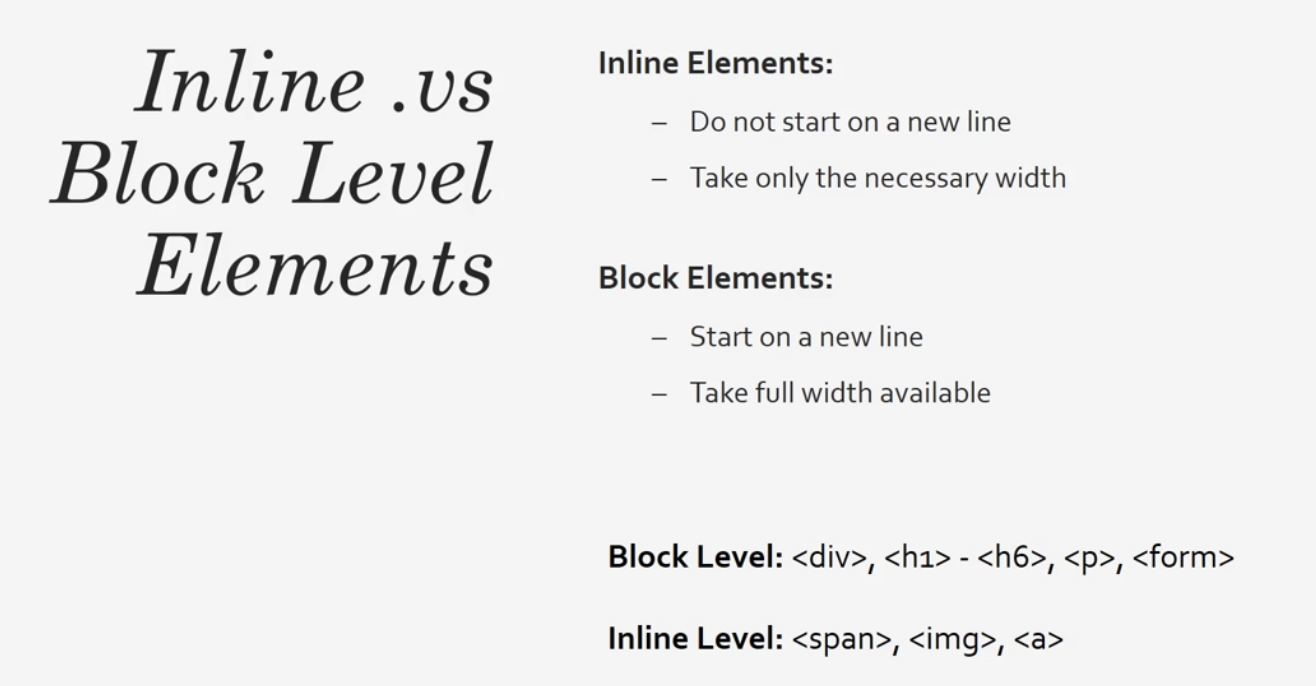 Inline .vs
Block Level
Elements
Inline Elements:
– Do not start on a new line
– Take only the necessary width
Block Elements:
– Start on a new line
– Take full width available
Block Level: <div>, <h1> - <h6>, <p>, <form>
Inline Level: <span>, <img>, <a>